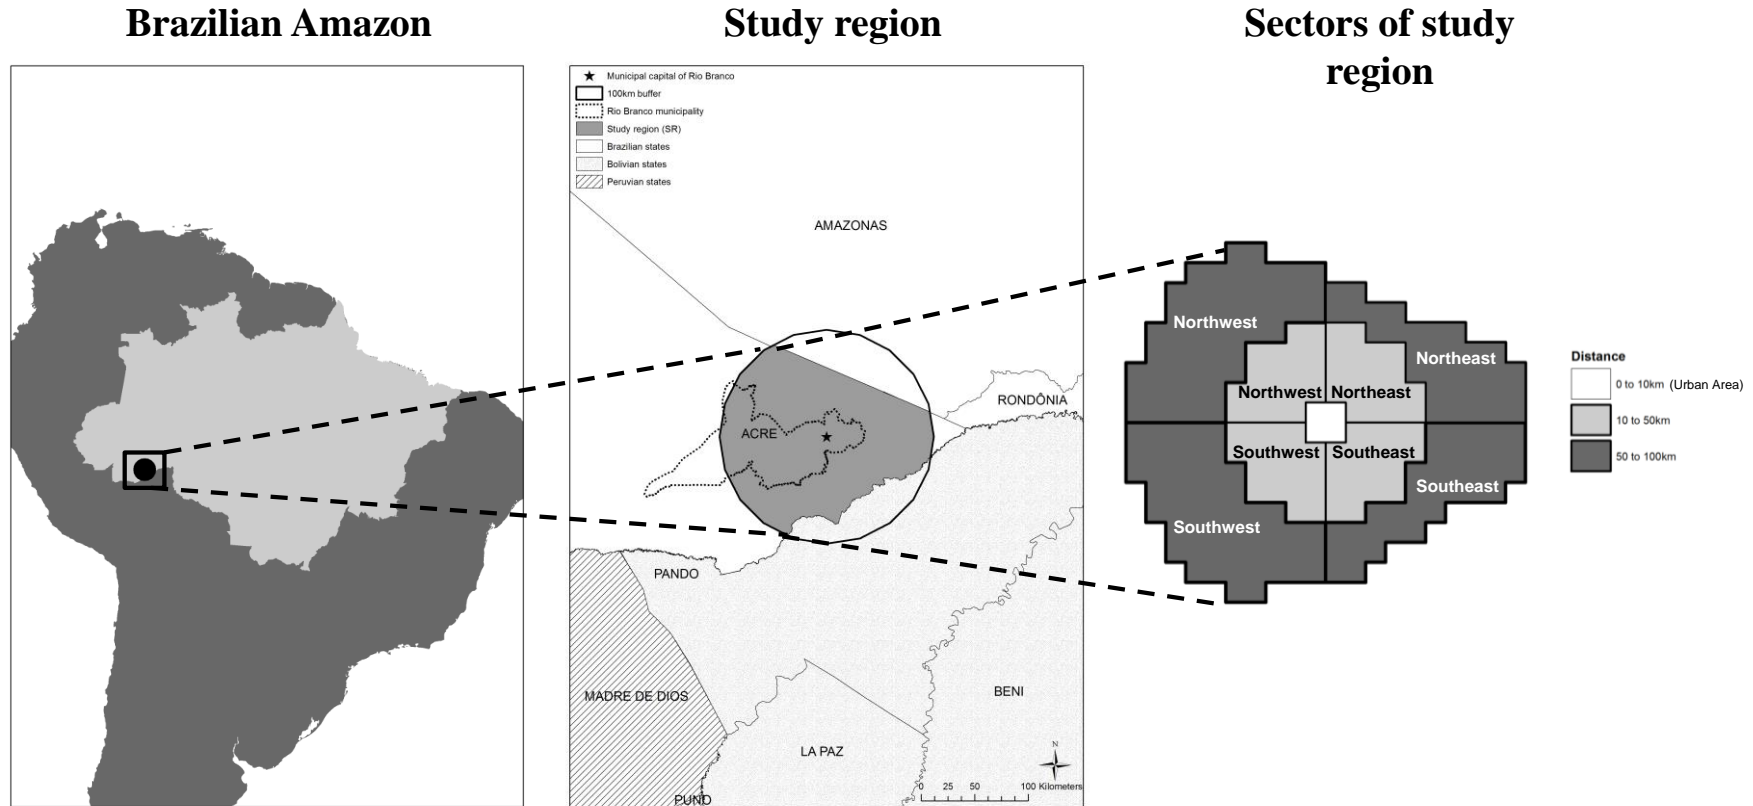 Brazilian Amazon
Study region
Sectors of study
region
Municipal capital of Rio Branco
100km buffer
Rio Branco municipality
Study region (SR)
Brazilian states
Bolivian states
Peruvian states
AMAZONAS
RONDÔNIA
ACRE
PANDO
MADRE DE DIOS
BENI
LA PAZ
PUNO
N
0 25 50 100 Kilometers
Northwest
Northeast
Northwest Northeast
Southwest Southeast
Southeast
Southwest
Distance
0 to 10km (Urban Area)
10 to 50km
50 to 100km